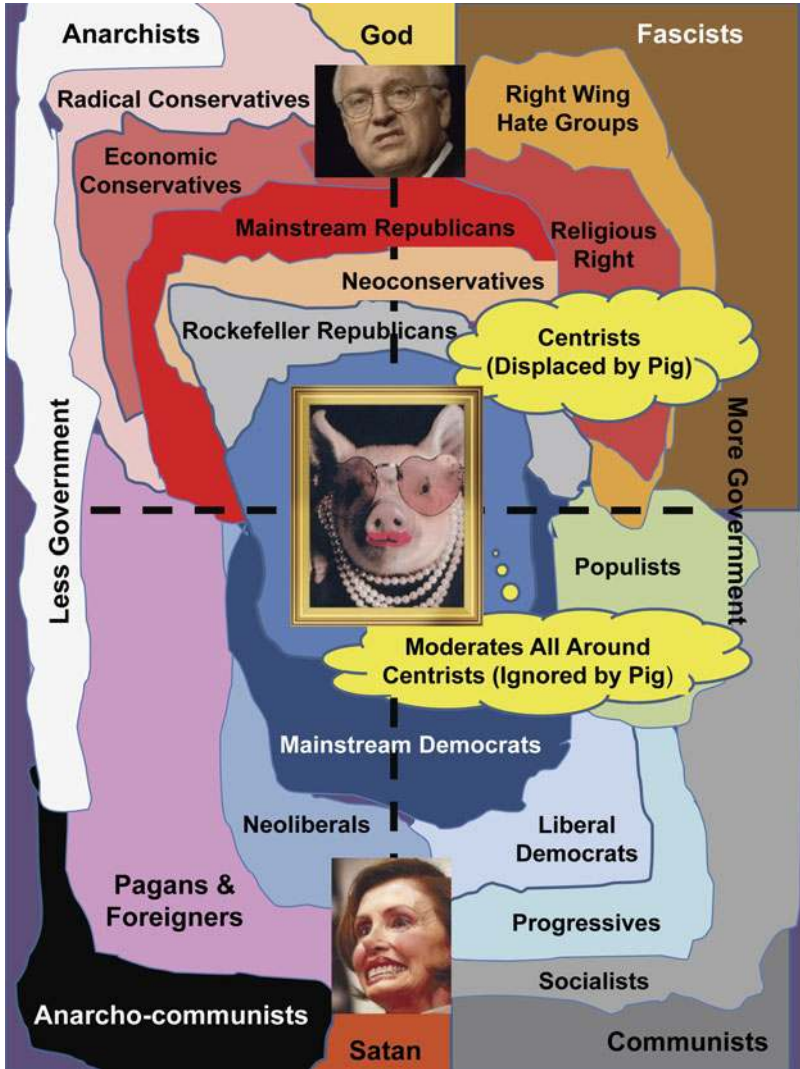 Anarchists
God
Fascists
Radical Conservatives
Right Wing
Hate Groups
Economic
Conservatives
Mainstream Republicans
Religious
Right
Neoconservatives
Rockefeller Republicans
Centrists
(Displaced by Pig)
Less Government
More Government
Populists
Moderates All Around
Centrists (Ignored by Pig)
Mainstream Democrats
Neoliberals
Liberal
Democrats
Pagans &
Foreigners
Progressives
Socialists
Anarcho-communists
Satan
Communists